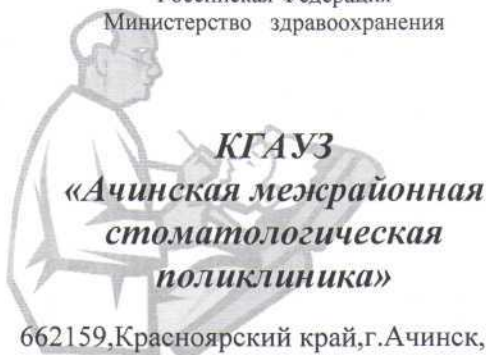 Российская Федерация
Министерство здравоохранения
КГАУЗ
«Ачинская межрайонная
стоматологическая
поликлиника»
662159,Красноярский край,г.Ачинск,